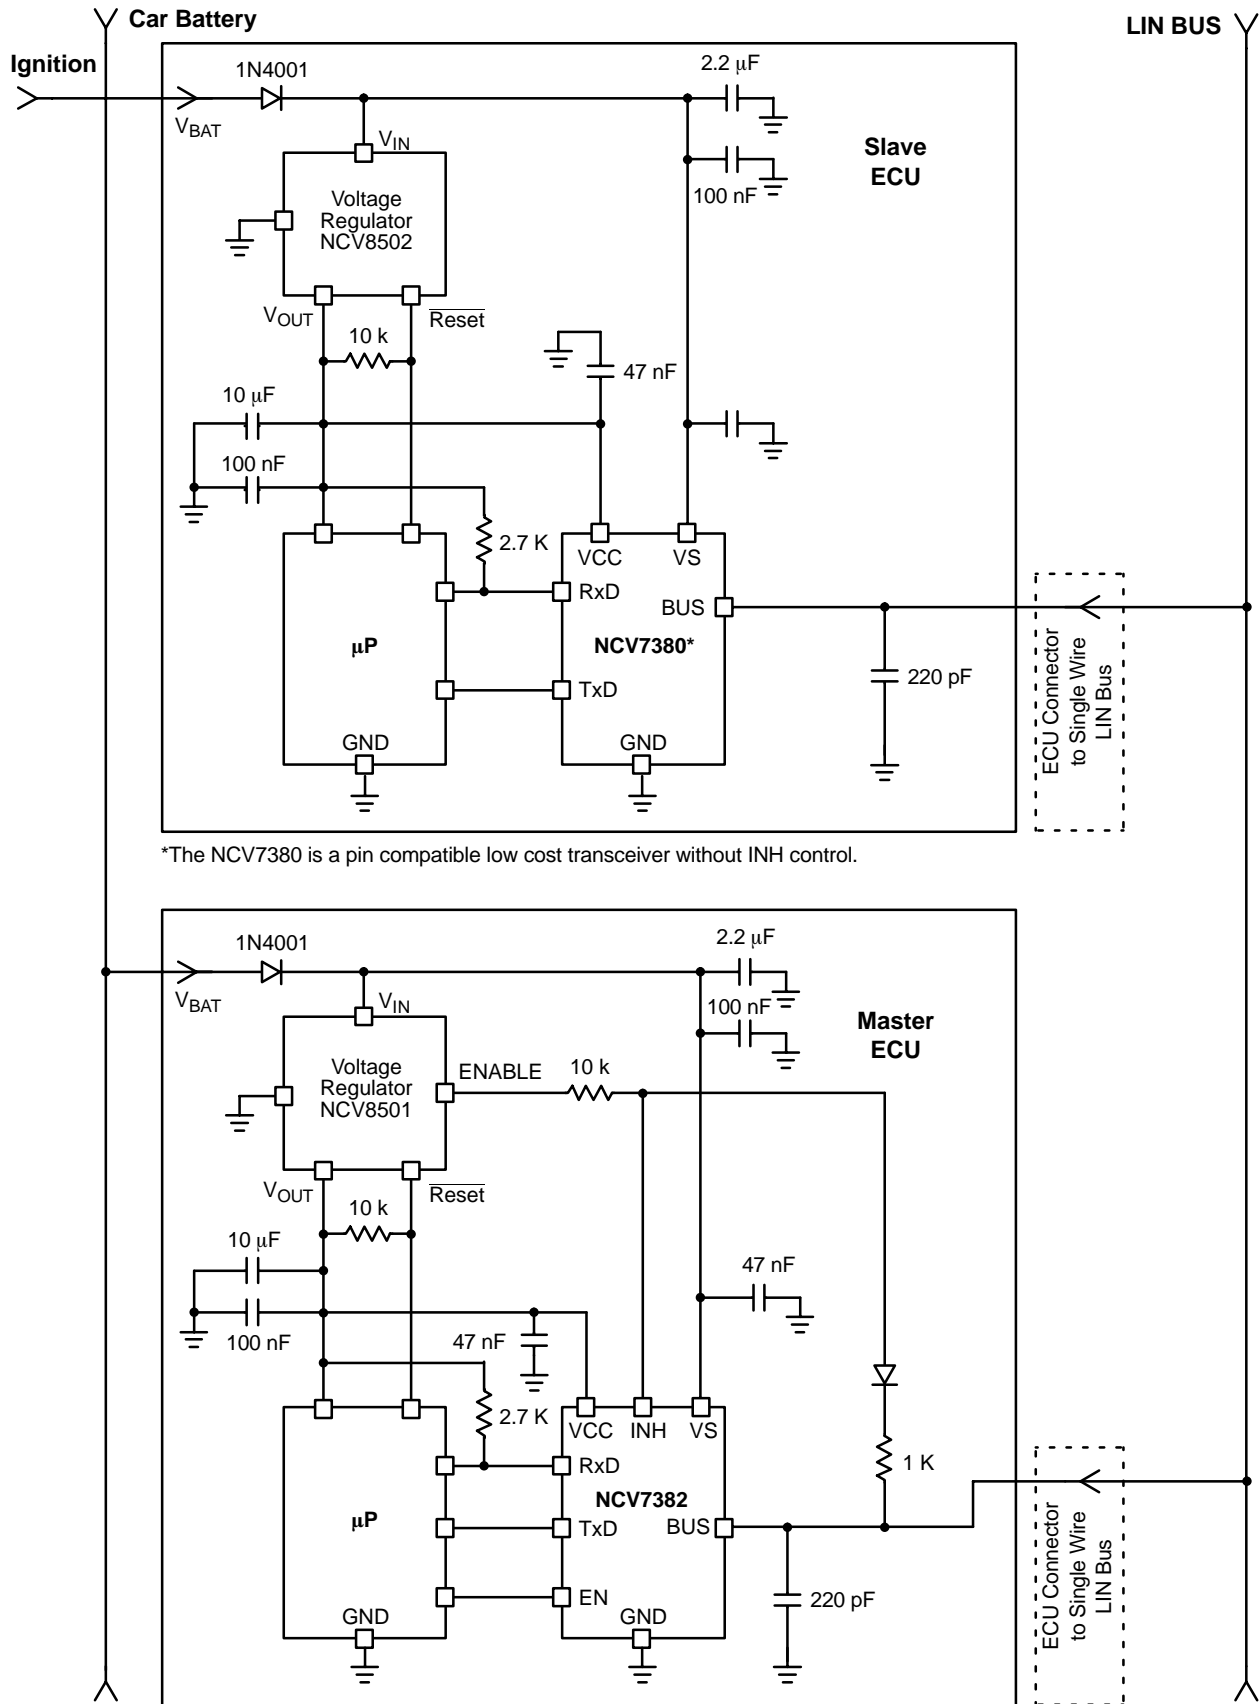 Car Battery
LIN BUS
Ignition
1N4001
2.2 μF
VBAT
VIN
Slave
ECU
100 nF
Voltage
Regulator
NCV8502
VOUT
Reset
10 k
47 nF
10 μF
100 nF
2.7 K
VCC
VS
RxD
BUS
μP
NCV7380*
220 pF
TxD
GND
GND
ECU Connector
to Single Wire
LIN Bus
*The NCV7380 is a pin compatible low cost transceiver without INH control.
1N4001
2.2 μF
VBAT
VIN
100 nF
Master
ECU
Voltage
Regulator
NCV8501
ENABLE
10 k
VOUT
Reset
10 k
10 μF
47 nF
100 nF
47 nF
2.7 K
VCC
INH
VS
RxD
1 K
NCV7382
μP
TxD
BUS
EN
220 pF
GND
GND
ECU Connector
to Single Wire
LIN Bus